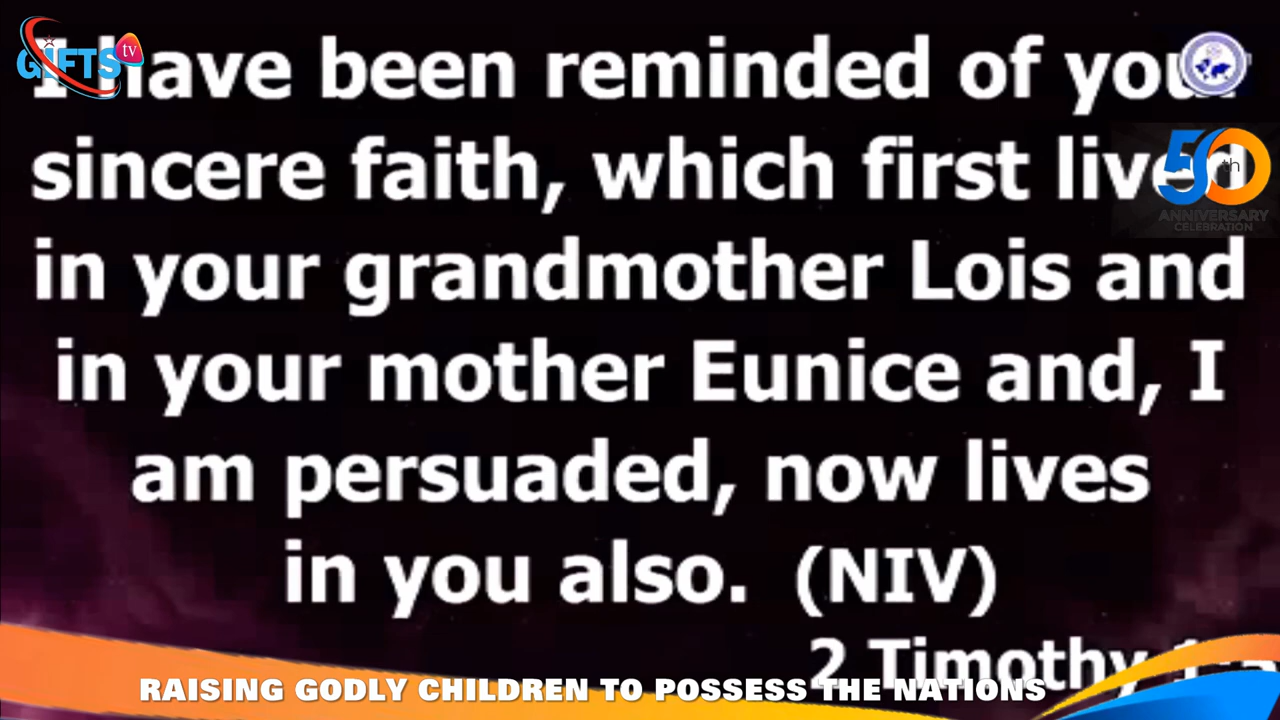 GIFTS tv
I have been reminded of your
sincere faith, which first lived
in your grandmother Lois and
in your mother Eunice and, I
am persuaded, now lives
in you also. (NIV)
2 Timothy 1:5
50th
ANNIVERSARY
CELEBRATION
RAISING GODLY CHILDREN TO POSSESS THE NATIONS